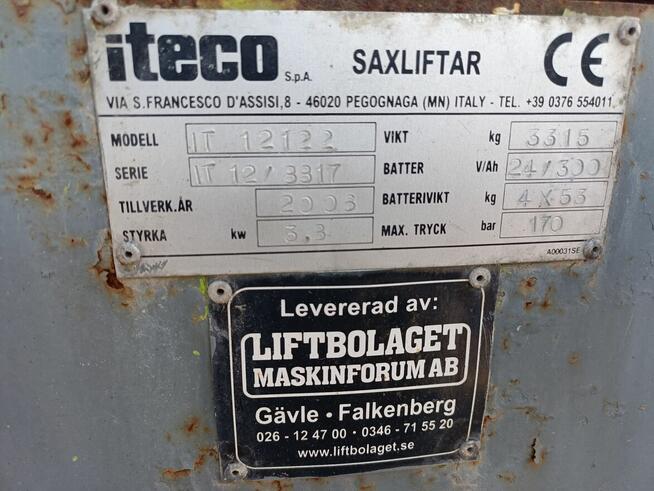 iteco S.p.A. SAXLIFTAR CE
VIA S.FRANCESCO D'ASSISI,8 - 46020 PEGOGNAGA (MN) ITALY - TEL. +39 0376 554011
MODELL IT 12122 VIKT kg 3315
SERIE IT 12/3317 BATTER V/Ah 24/300
TILLVERK.ÅR 2006 BATTERIVIKT kg 4 X 53
STYRKA kw 3.3 MAX. TRYCK bar 170
A00031SE
Levererad av:
LIFTBOLAGET
MASKINFORUM AB
Gävle • Falkenberg
026 - 12 47 00 • 0346 - 71 55 20
www.liftbolaget.se